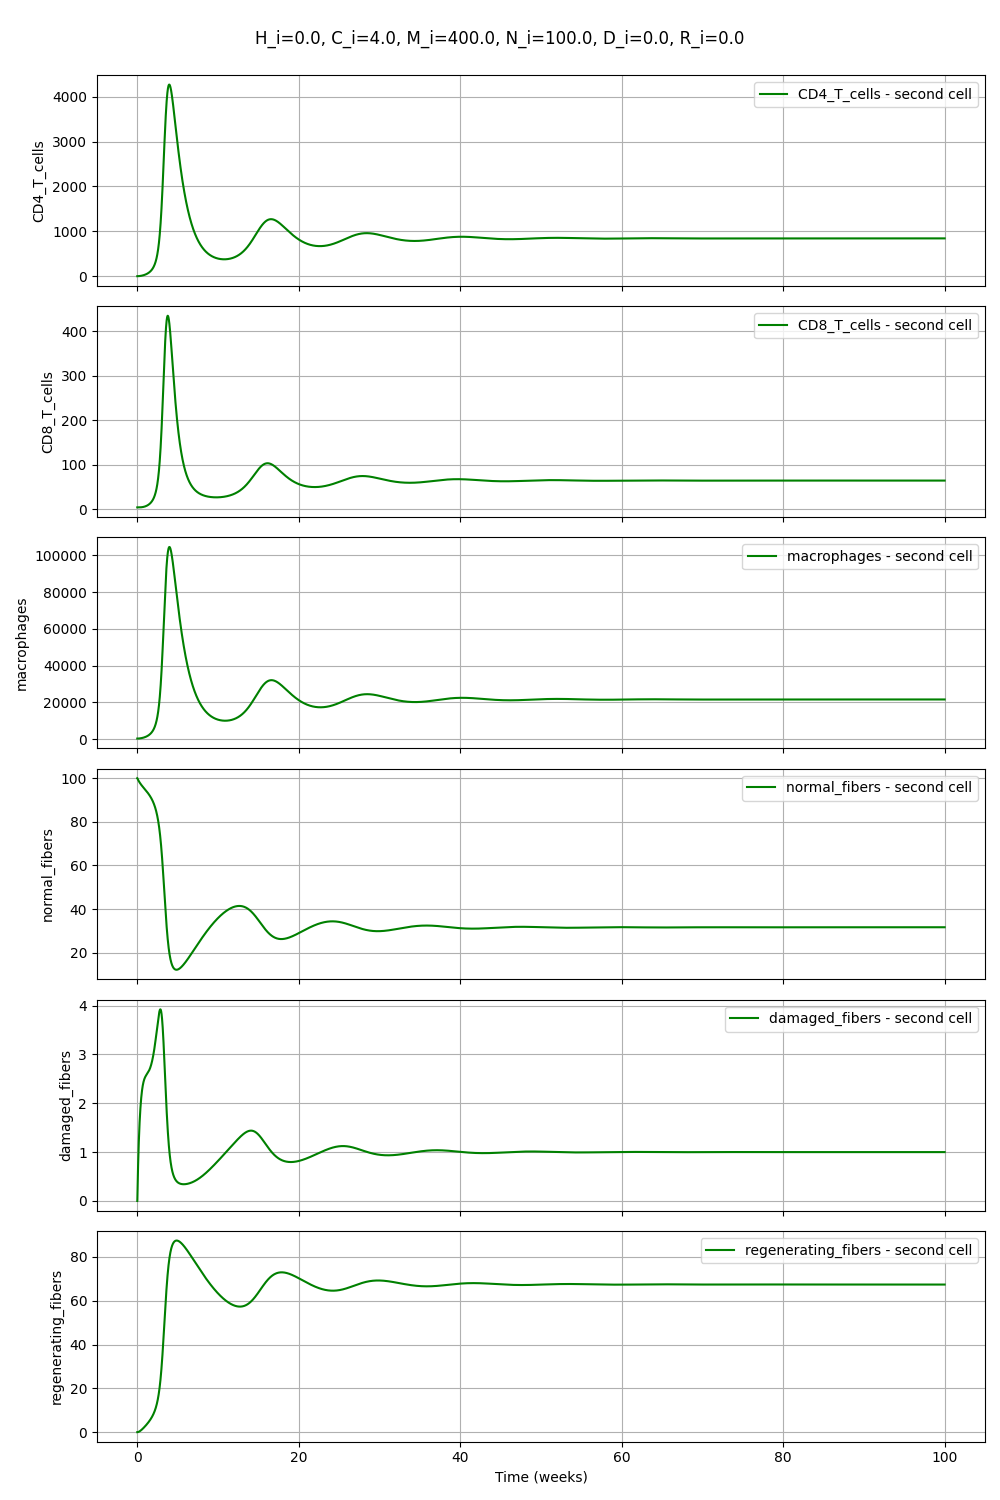 H_i=0.0, C_i=4.0, M_i=400.0, N_i=100.0, D_i=0.0, R_i=0.0
CD4_T_cells - second cell
4000
3000
2000
1000
0
CD4_T_cells
CD8_T_cells - second cell
400
300
200
100
0
CD8_T_cells
macrophages - second cell
100000
80000
60000
40000
20000
0
macrophages
normal_fibers - second cell
100
80
60
40
20
normal_fibers
damaged_fibers - second cell
4
3
2
1
0
damaged_fibers
regenerating_fibers - second cell
80
60
40
20
0
regenerating_fibers
0 20 40 60 80 100
Time (weeks)